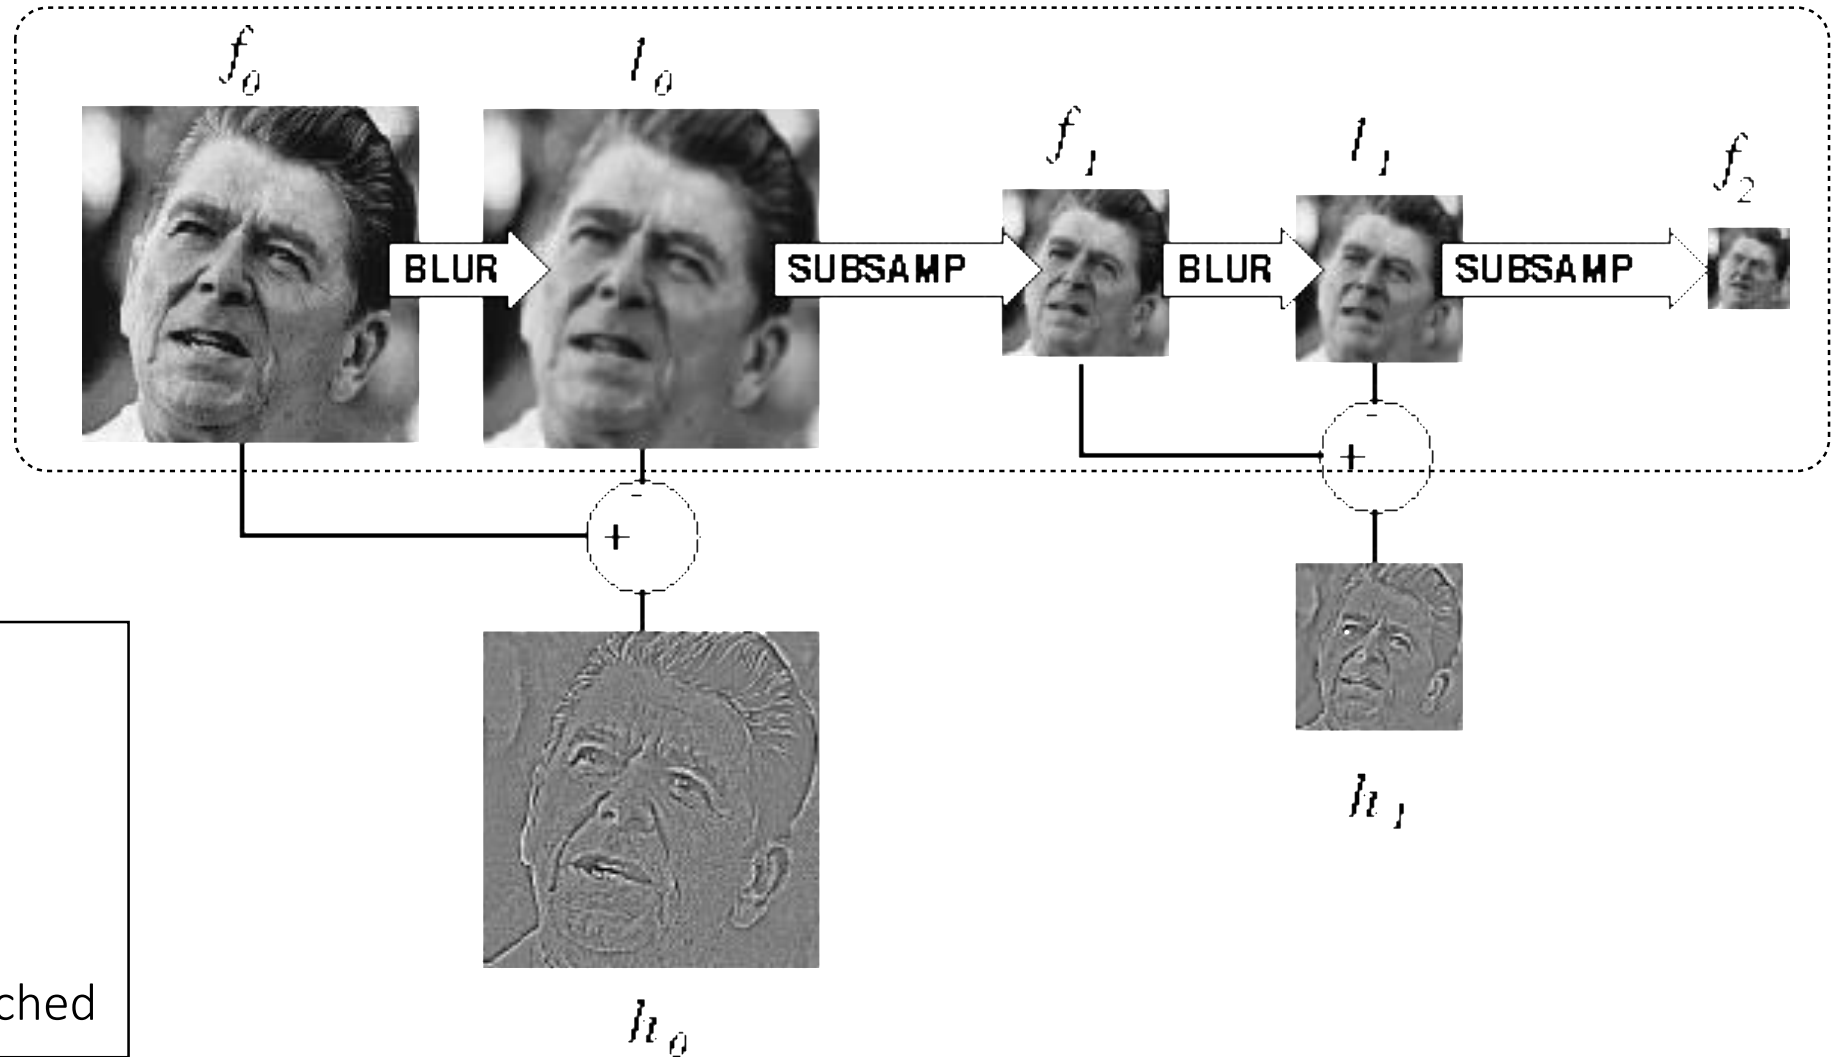 f0
l0
f1
l1
f2
BLUR
SUBSAMP
BLUR
SUBSAMP
-
+
-
+
h1
ched
h0